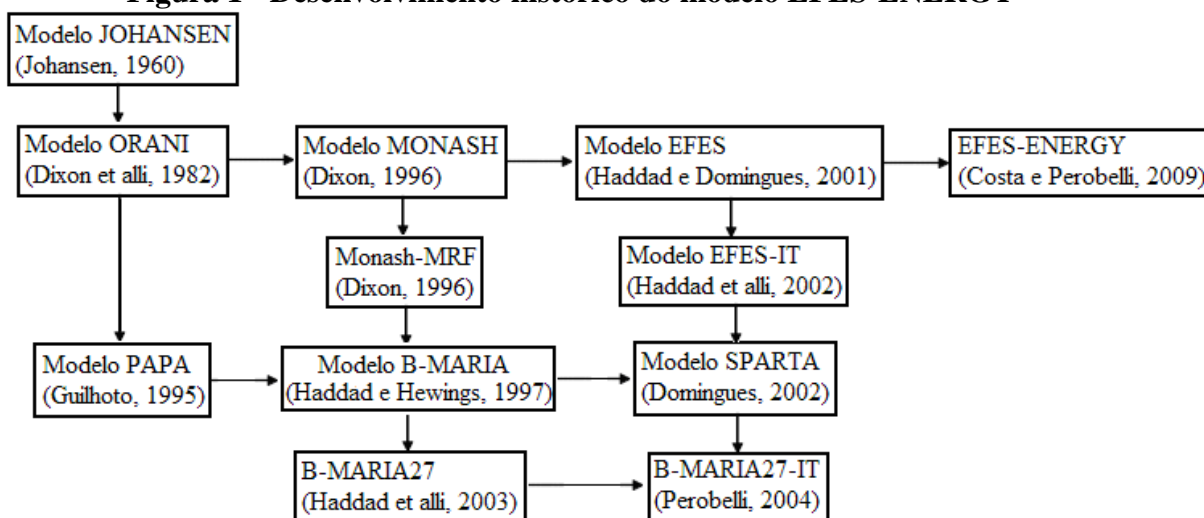 Figura 1 - Desenvolvimento histórico do modelo EFES-ENERGY
Modelo JOHANSEN
(Johansen, 1960)
Modelo ORANI
(Dixon et alli, 1982)
Modelo MONASH
(Dixon, 1996)
Modelo EFES
(Haddad e Domingues, 2001)
EFES-ENERGY
(Costa e Perobelli, 2009)
Monash-MRF
(Dixon, 1996)
Modelo EFES-IT
(Haddad et alli, 2002)
Modelo PAPA
(Guilhoto, 1995)
Modelo B-MARIA
(Haddad e Hewings, 1997)
Modelo SPARTA
(Domingues, 2002)
B-MARIA27
(Haddad et alli, 2003)
B-MARIA27-IT
(Perobelli, 2004)